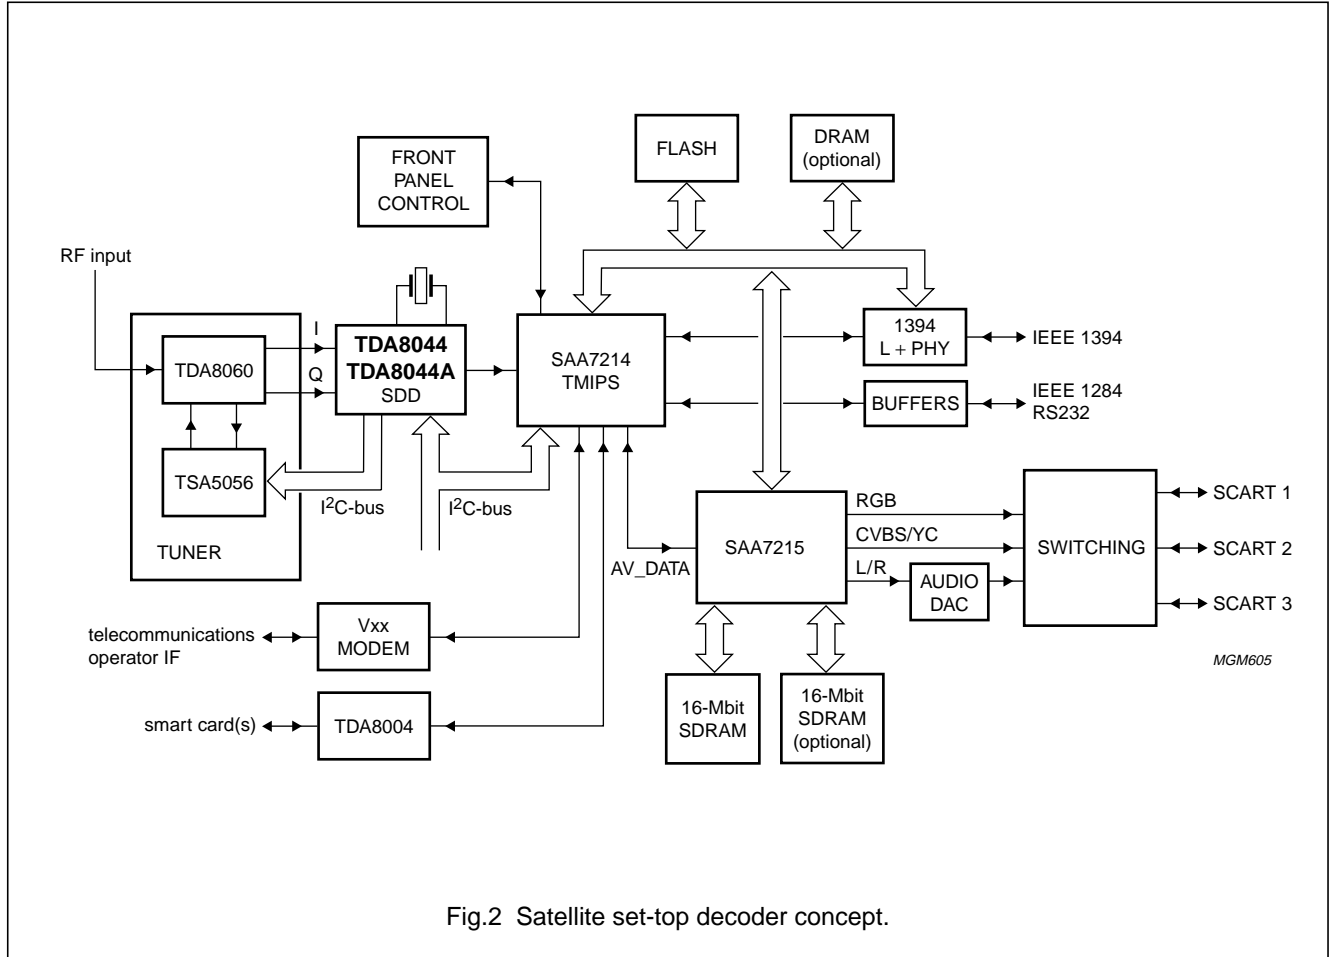 FLASH
DRAM
(optional)
FRONT
PANEL
CONTROL
RF input
I
Q
TDA8060
TDA8044
TDA8044A
SDD
SAA7214
TMIPS
1394
L + PHY
IEEE 1394
BUFFERS
IEEE 1284
RS232
TSA5056
TUNER
I²C-bus
I²C-bus
AV_DATA
SAA7215
RGB
CVBS/YC
L/R
AUDIO
DAC
SWITCHING
SCART 1
SCART 2
SCART 3
telecommunications
operator IF
Vxx
MODEM
smart card(s)
TDA8004
16-Mbit
SDRAM
16-Mbit
SDRAM
(optional)
MGM605
Fig.2 Satellite set-top decoder concept.